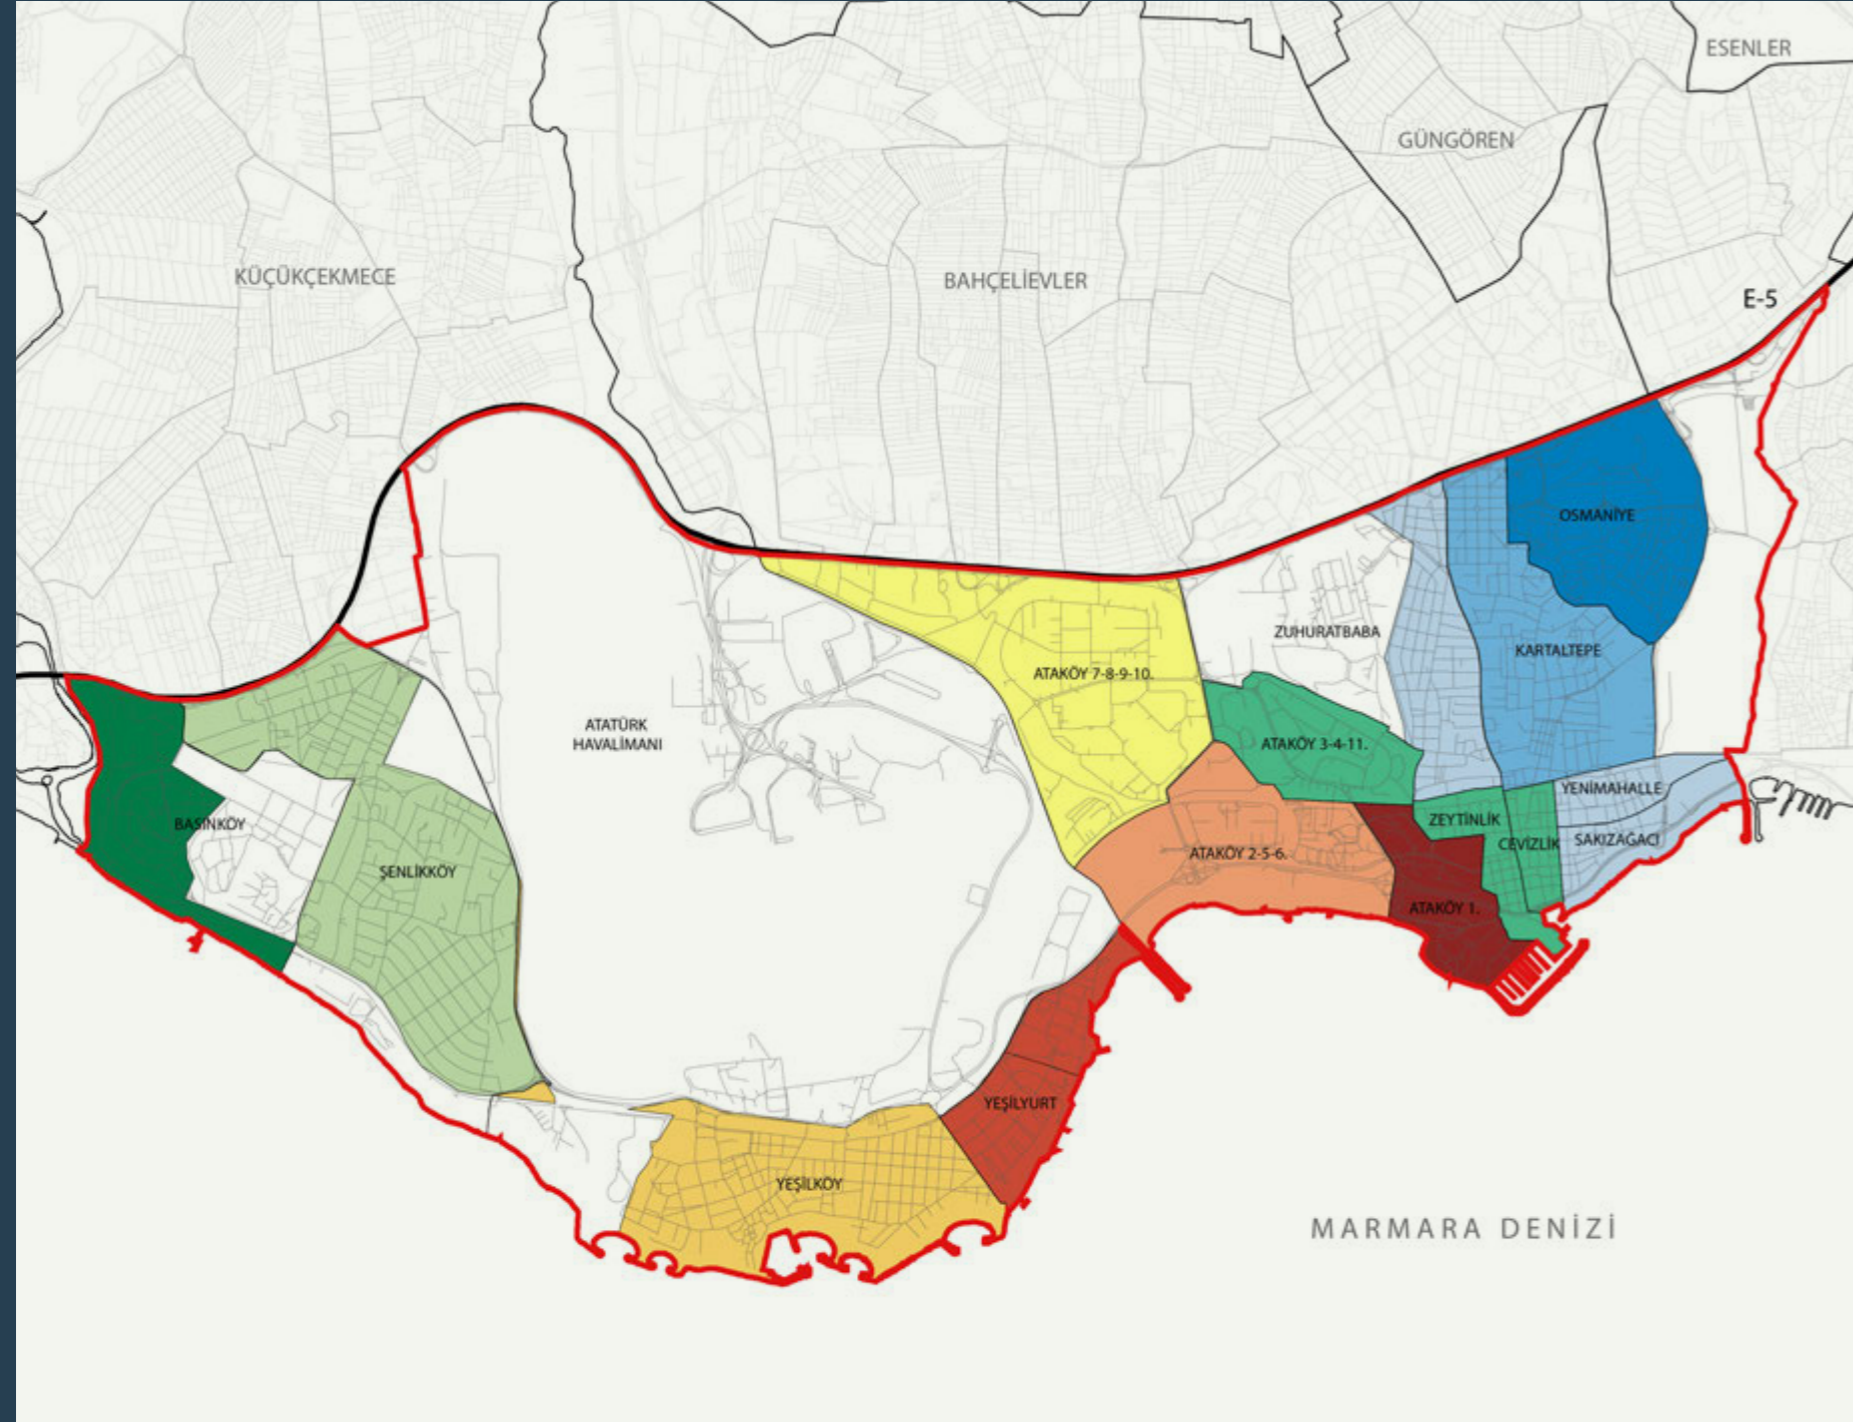 ESENLER
GÜNGÖREN
KÜÇÜKÇEKMECE
BAHÇELİEVLER
E-5
OSMANİYE
ZUHURATBABA
KARTALTEPE
ATAKÖY 7-8-9-10.
ATATÜRK
HAVALİMANI
ATAKÖY 3-4-11.
YENİMAHALLE
BASINKÖY
ZEYTİNLİK
CEVİZLİK
SAKIZAĞACI
ATAKÖY 2-5-6.
ŞENLİKKÖY
ATAKÖY 1.
YEŞİLYURT
YEŞİLKÖY
MARMARA DENİZİ